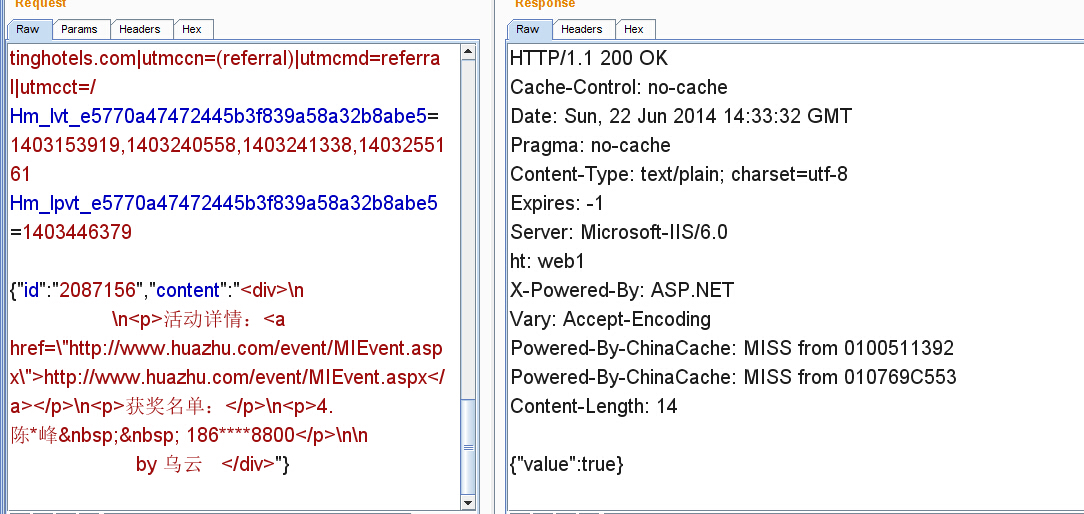 Request
Raw Params Headers Hex
tinghotels.com|utmccn=(referral)|utmcmd=referra
l|utmcct=/
Hm_lvt_e5770a47472445b3f839a58a32b8abe5=
1403153919,1403240558,1403241338,14032551
61
Hm_lpvt_e5770a47472445b3f839a58a32b8abe5
=1403446379
{"id":"2087156","content":"<div>\n
\n<p>活动详情：<a
href=\"http://www.huazhu.com/event/MIEvent.asp
x\">http://www.huazhu.com/event/MIEvent.aspx</
a></p>\n<p>获奖名单：</p>\n<p>4.
陈*峰&nbsp;&nbsp; 186****8800</p>\n\n
by 乌云 </div>"}
Response
Raw Headers Hex
HTTP/1.1 200 OK
Cache-Control: no-cache
Date: Sun, 22 Jun 2014 14:33:32 GMT
Pragma: no-cache
Content-Type: text/plain; charset=utf-8
Expires: -1
Server: Microsoft-IIS/6.0
ht: web1
X-Powered-By: ASP.NET
Vary: Accept-Encoding
Powered-By-ChinaCache: MISS from 0100511392
Powered-By-ChinaCache: MISS from 010769C553
Content-Length: 14
{"value":true}